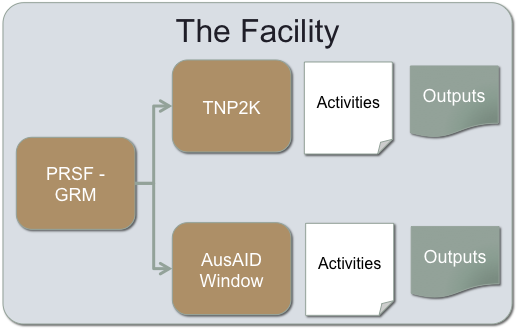 The Facility
TNP2K
Activities
Outputs
PRSF -
GRM
AusAID
Window
Activities
Outputs